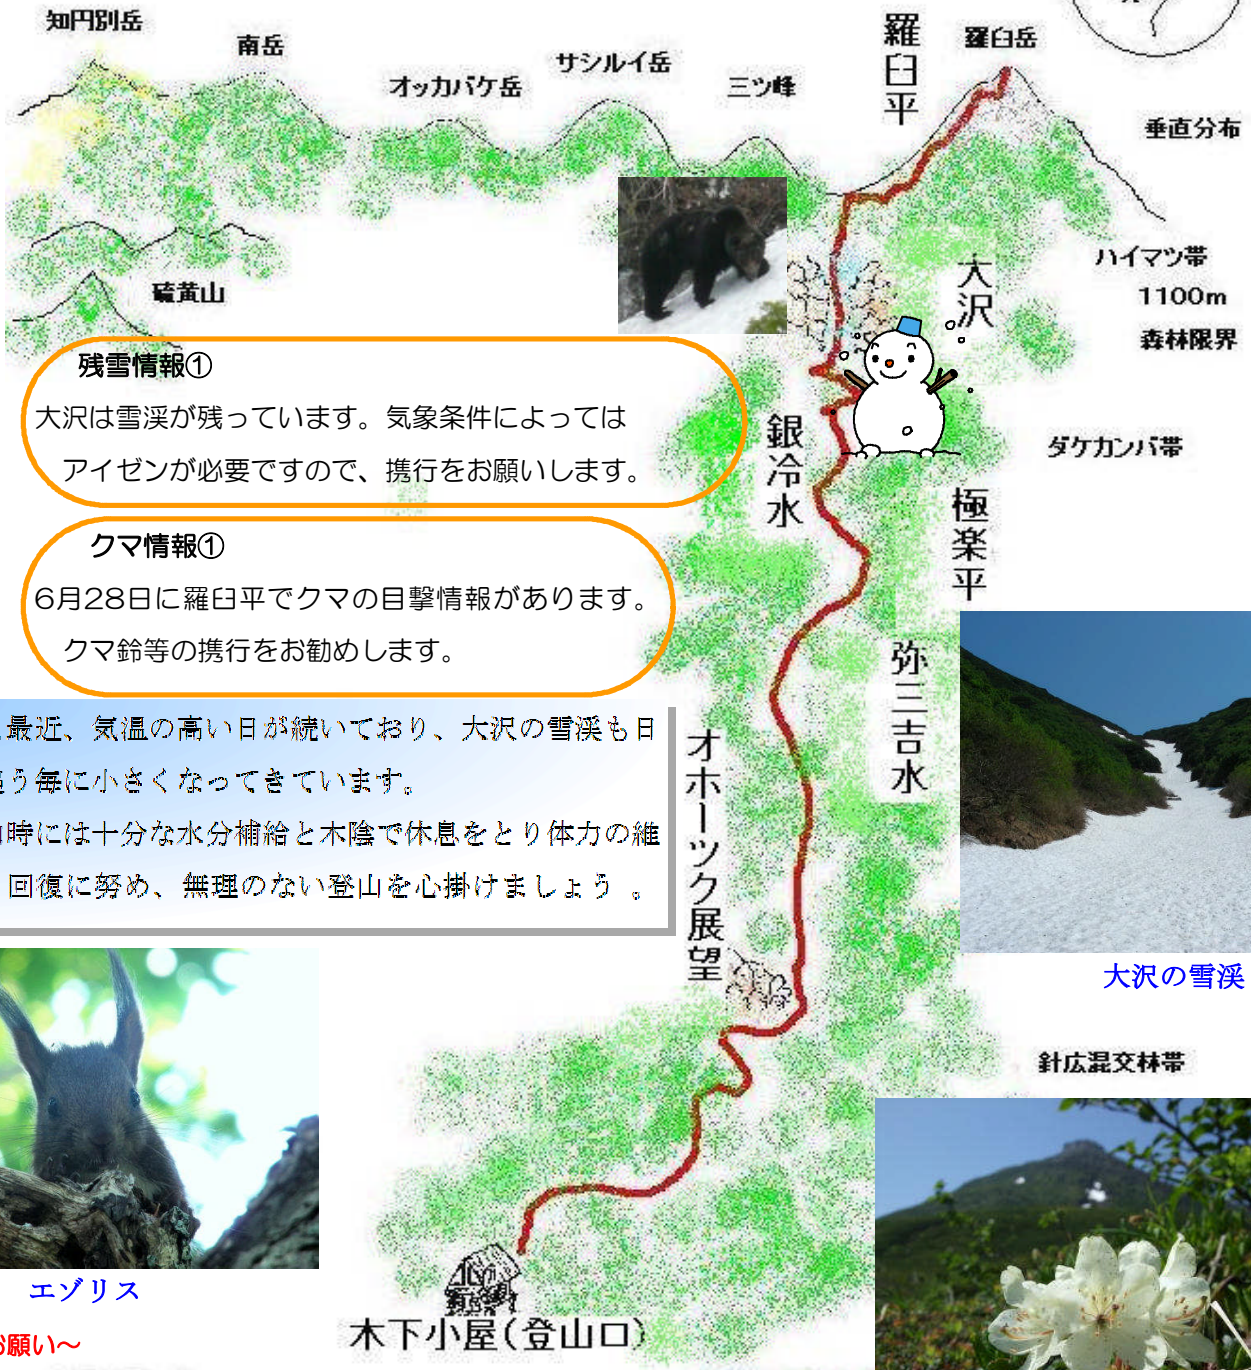 知円別岳
南岳
オッカバケ岳
サシルイ岳
三ツ峰
羅臼平
羅臼岳
垂直分布
硫黄山
大沢
ハイマツ帯
1100m
森林限界
残雪情報①
大沢は雪渓が残っています。気象条件によっては
アイゼンが必要ですので、携行をお願いします。
銀冷水
ダケカンバ帯
極楽平
クマ情報①
6月28日に羅臼平でクマの目撃情報があります。
クマ鈴等の携行をお勧めします。
弥三吉水
最近、気温の高い日が続いており、大沢の雪渓も日
う毎に小さくなってきています。
時には十分な水分補給と木陰で休息をとり体力の維
回復に努め、無理のない登山を心掛けましょう 。
オホーツク展望
大沢の雪渓
針広混交林帯
エゾリス
木下小屋(登山口)
お願い～